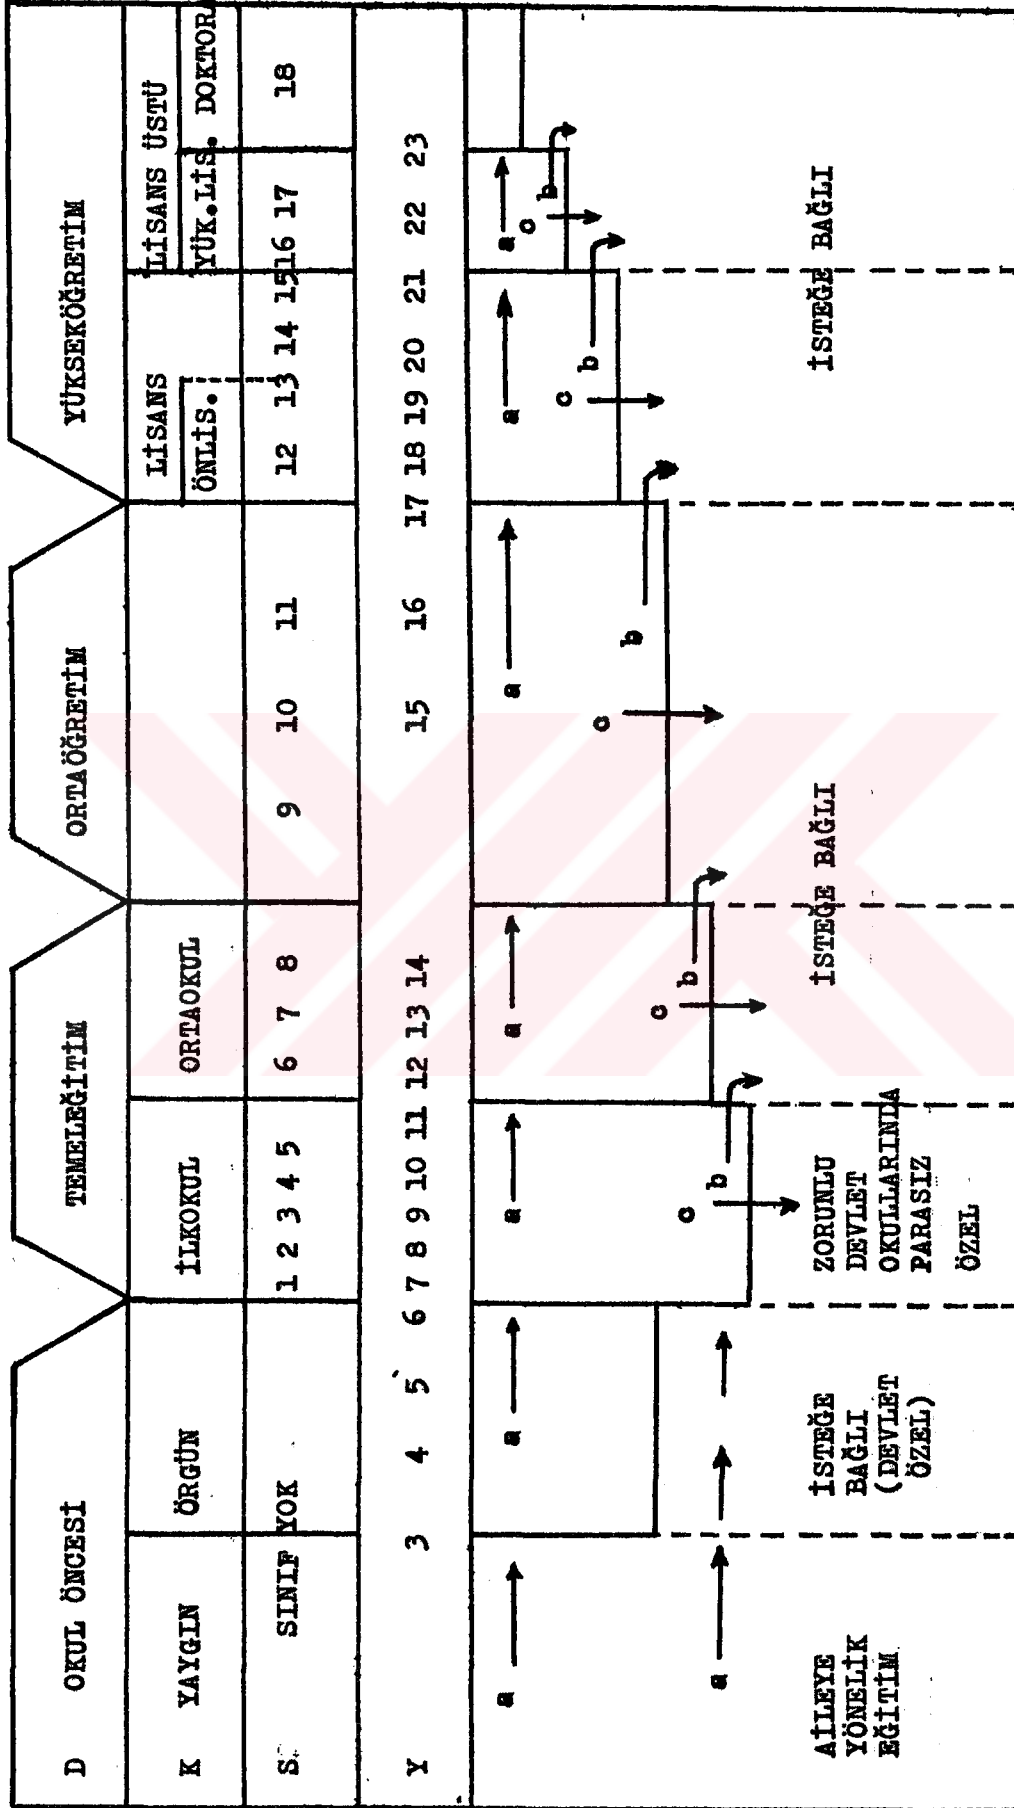 D OKUL ÖNCESİ TEMELEĞİTİM ORTAÖĞRETİM YÜKSEKÖĞRETİM
K YAYGIN ÖRGÜN İLKOKUL ORTAOKUL LİSANS LİSANS ÜSTÜ
ÖNLİS. YÜK.LİS. DOKTORA
S. SINIF YOK 1 2 3 4 5 6 7 8 9 10 11 12 13 14 15 16 17 18
Y 3 4 5 6 7 8 9 10 11 12 13 14 15 16 17 18 19 20 21 22 23
a a a a a a a
c b
c b
c b
c b
c b
a
AİLEYE
YÖNELİK
EĞİTİM
İSTEĞE
BAĞLI
(DEVLET
ÖZEL)
ZORUNLU
DEVLET
OKULLARINDA
PARASIZ
ÖZEL
İSTEĞE BAĞLI
İSTEĞE BAĞLI